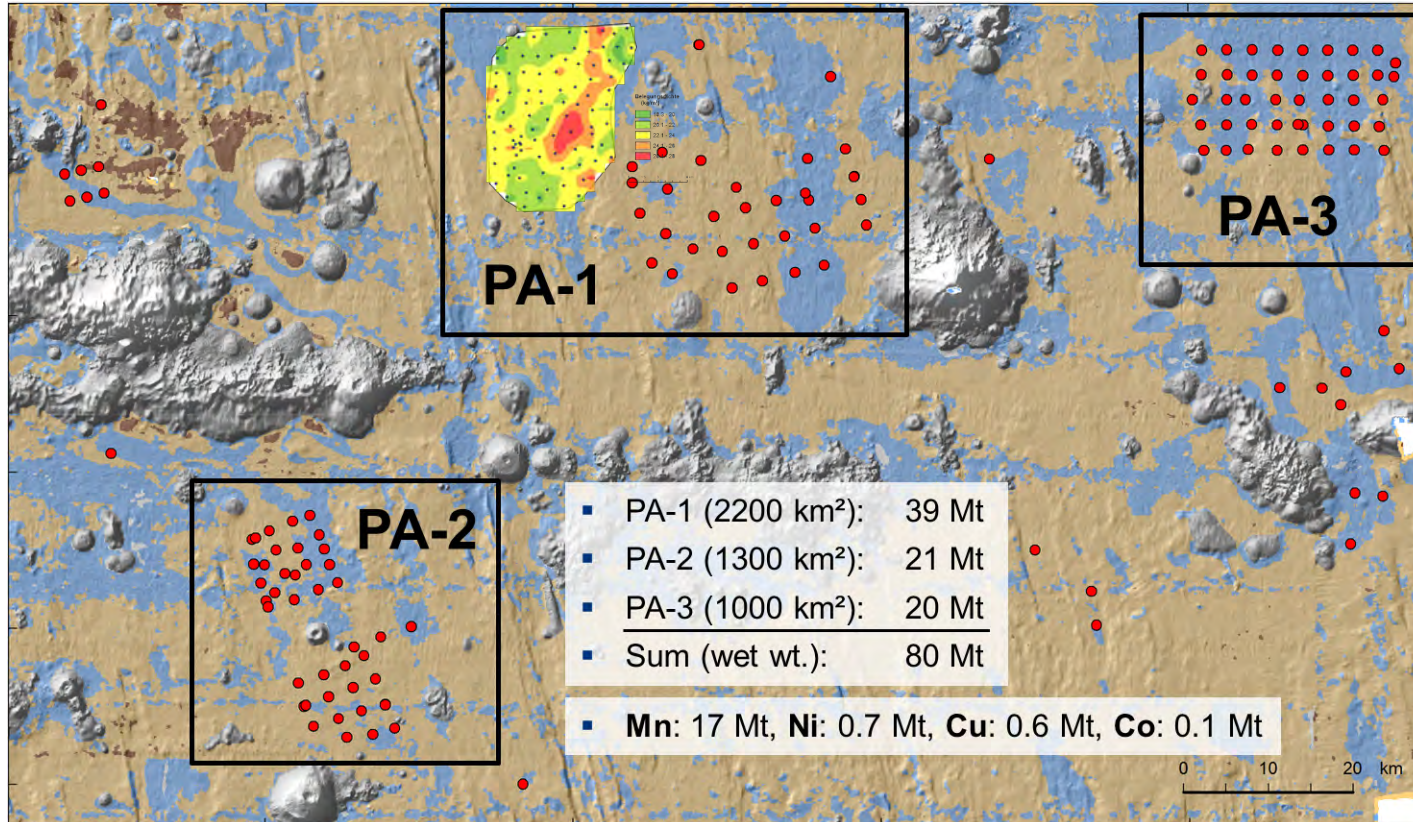 Belegungsdichte
PA-1
PA-3
PA-2
▪ PA-1 (2200 km²): 39 Mt
▪ PA-2 (1300 km²): 21 Mt
▪ PA-3 (1000 km²): 20 Mt
▪ Sum (wet wt.): 80 Mt
▪ Mn: 17 Mt, Ni: 0.7 Mt, Cu: 0.6 Mt, Co: 0.1 Mt
0 10 20 km